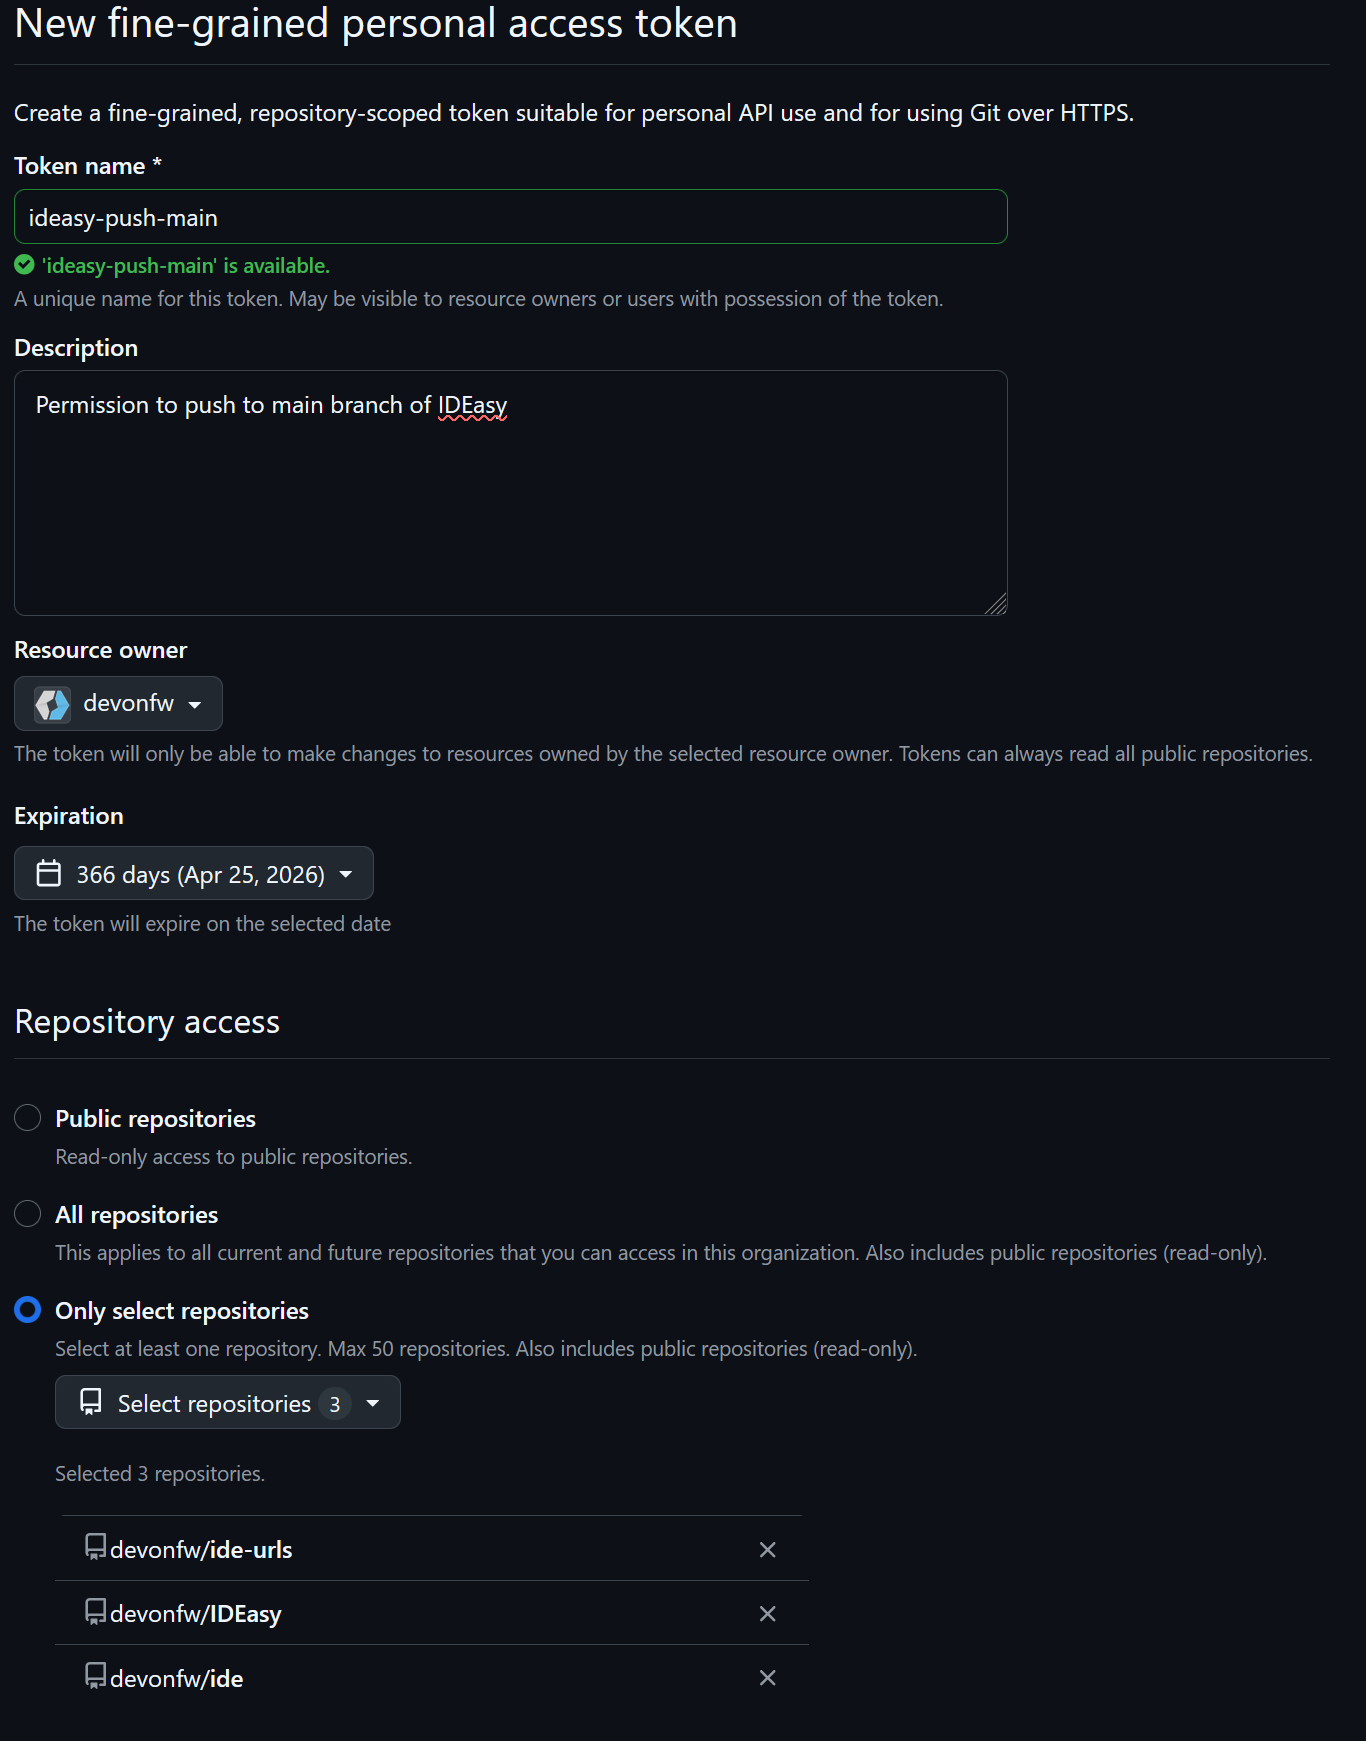 New fine-grained personal access token
Create a fine-grained, repository-scoped token suitable for personal API use and for using Git over HTTPS.
Token name *
ideasy-push-main
'ideasy-push-main' is available.
A unique name for this token. May be visible to resource owners or users with possession of the token.
Description
Permission to push to main branch of IDEasy
Resource owner
devonfw
The token will only be able to make changes to resources owned by the selected resource owner. Tokens can always read all public repositories.
Expiration
366 days (Apr 25, 2026)
The token will expire on the selected date
Repository access
Public repositories
Read-only access to public repositories.
All repositories
This applies to all current and future repositories that you can access in this organization. Also includes public repositories (read-only).
Only select repositories
Select at least one repository. Max 50 repositories. Also includes public repositories (read-only).
Select repositories 3
Selected 3 repositories.
devonfw/ide-urls
devonfw/IDEasy
devonfw/ide